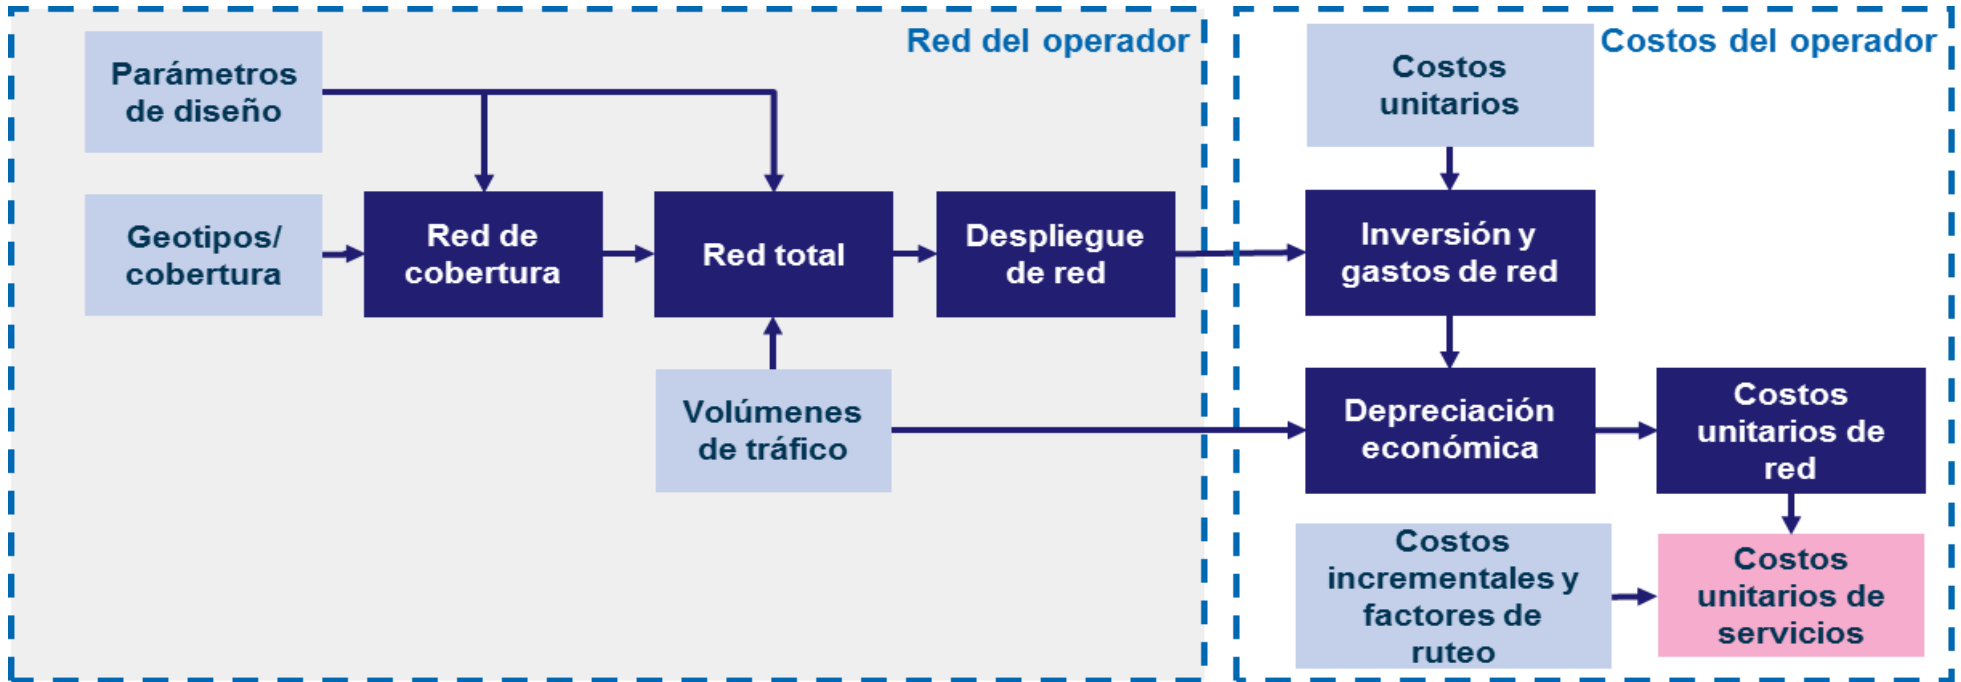 Red del operador
Parámetros
de diseño
Geotipos/
cobertura
Red de
cobertura
Red total
Despliegue
de red
Volúmenes
de tráfico
Costos del operador
Costos
unitarios
Inversión y
gastos de red
Depreciación
económica
Costos
unitarios de
red
Costos
incrementales y
factores de
ruteo
Costos
unitarios de
servicios